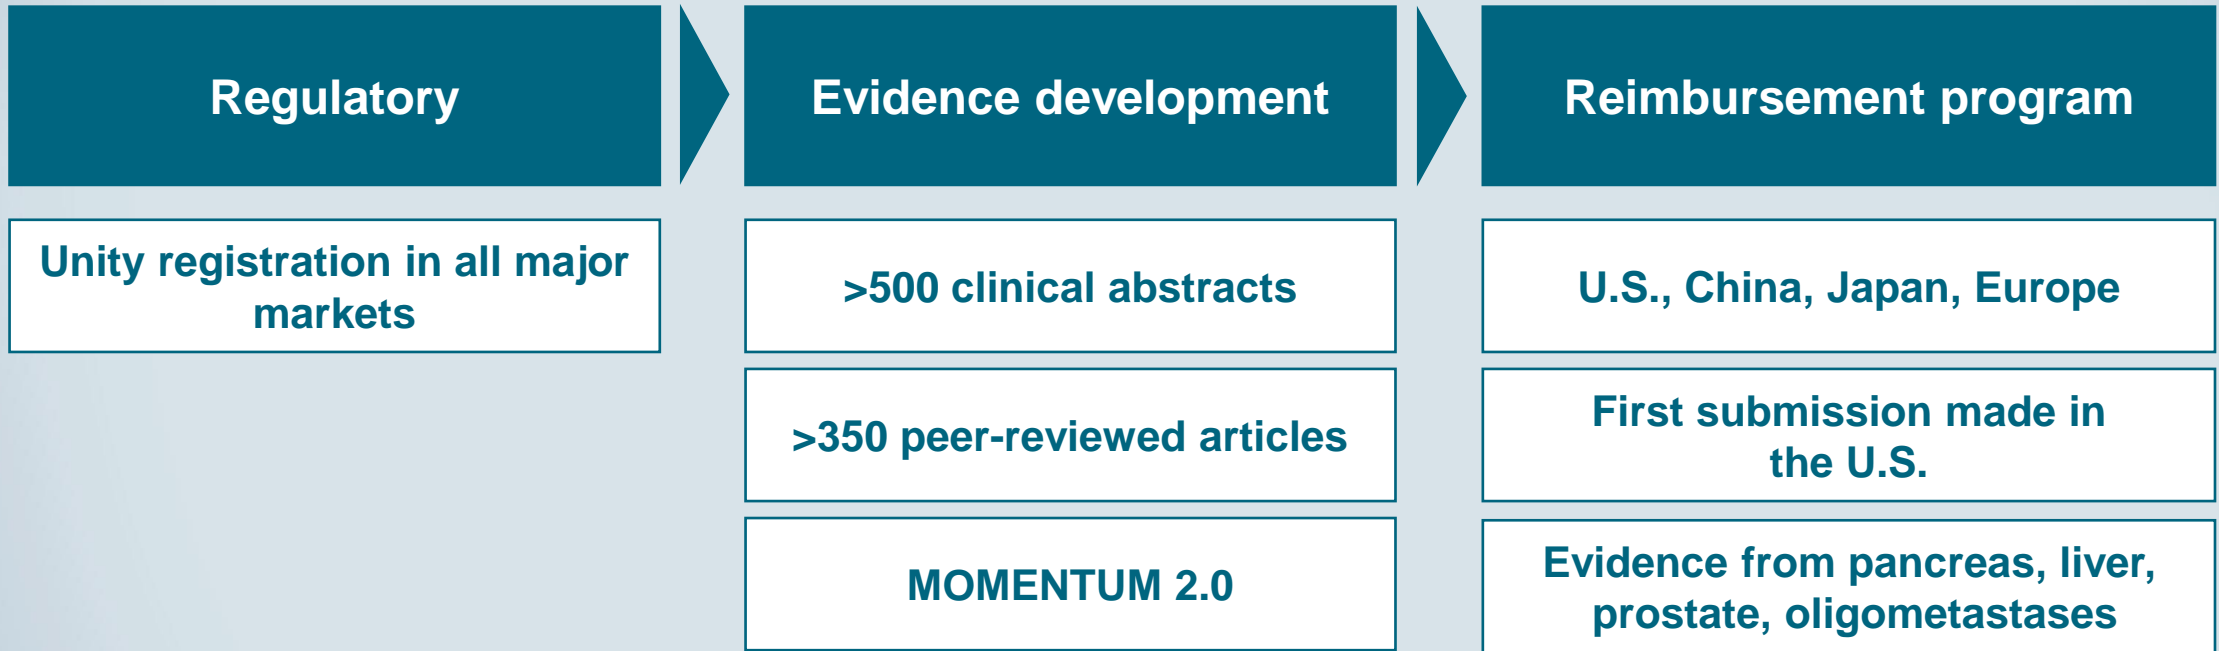 Regulatory
Evidence development
Reimbursement program
Unity registration in all major
markets
>500 clinical abstracts
>350 peer-reviewed articles
MOMENTUM 2.0
U.S., China, Japan, Europe
First submission made in
the U.S.
Evidence from pancreas, liver,
prostate, oligometastases